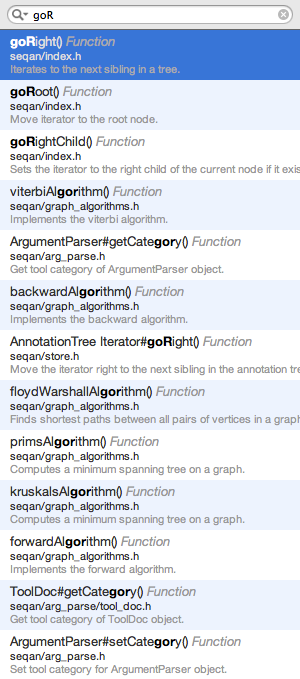 goR
goRight() Function
seqan/index.h
Iterates to the next sibling in a tree.
goRoot() Function
seqan/index.h
Move iterator to the root node.
goRightChild() Function
seqan/index.h
Sets the iterator to the right child of the current node if it exis
viterbiAlgorithm() Function
seqan/graph_algorithms.h
Implements the viterbi algorithm.
ArgumentParser#getCategory() Function
seqan/arg_parse.h
Get tool category of ArgumentParser object.
backwardAlgorithm() Function
seqan/graph_algorithms.h
Implements the backward algorithm.
AnnotationTree Iterator#goRight() Function
seqan/store.h
Move the iterator right to the next sibling in the annotation tre
floydWarshallAlgorithm() Function
seqan/graph_algorithms.h
Finds shortest paths between all pairs of vertices in a graph
primsAlgorithm() Function
seqan/graph_algorithms.h
Computes a minimum spanning tree on a graph.
kruskalsAlgorithm() Function
seqan/graph_algorithms.h
Computes a minimum spanning tree on a graph.
forwardAlgorithm() Function
seqan/graph_algorithms.h
Implements the forward algorithm.
ToolDoc#getCategory() Function
seqan/arg_parse/tool_doc.h
Get tool category of ToolDoc object.
ArgumentParser#setCategory() Function
seqan/arg_parse.h
Set tool category for ArgumentParser object.